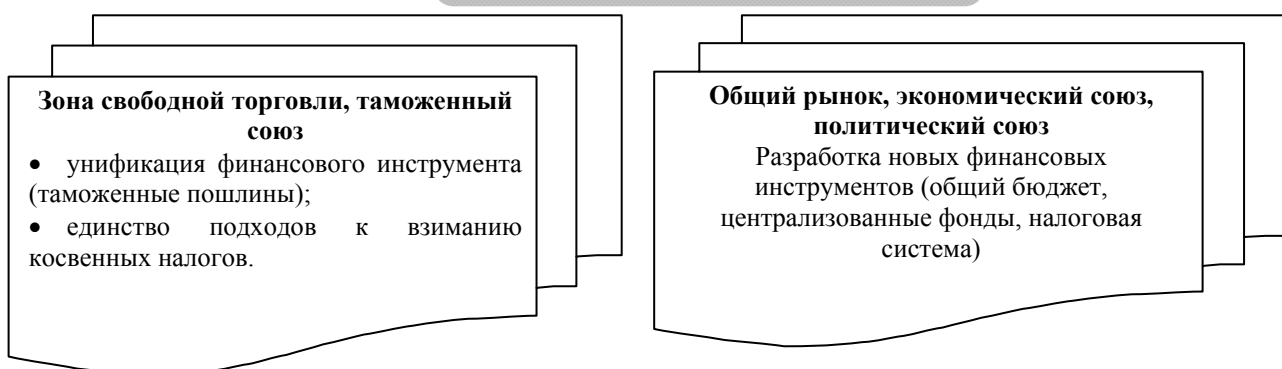 Зона свободной торговли, таможенный
союз
• унификация финансового инструмента
(таможенные пошлины);
• единство подходов к взиманию
косвенных налогов.
Общий рынок, экономический союз,
политический союз
Разработка новых финансовых
инструментов (общий бюджет,
централизованные фонды, налоговая
система)